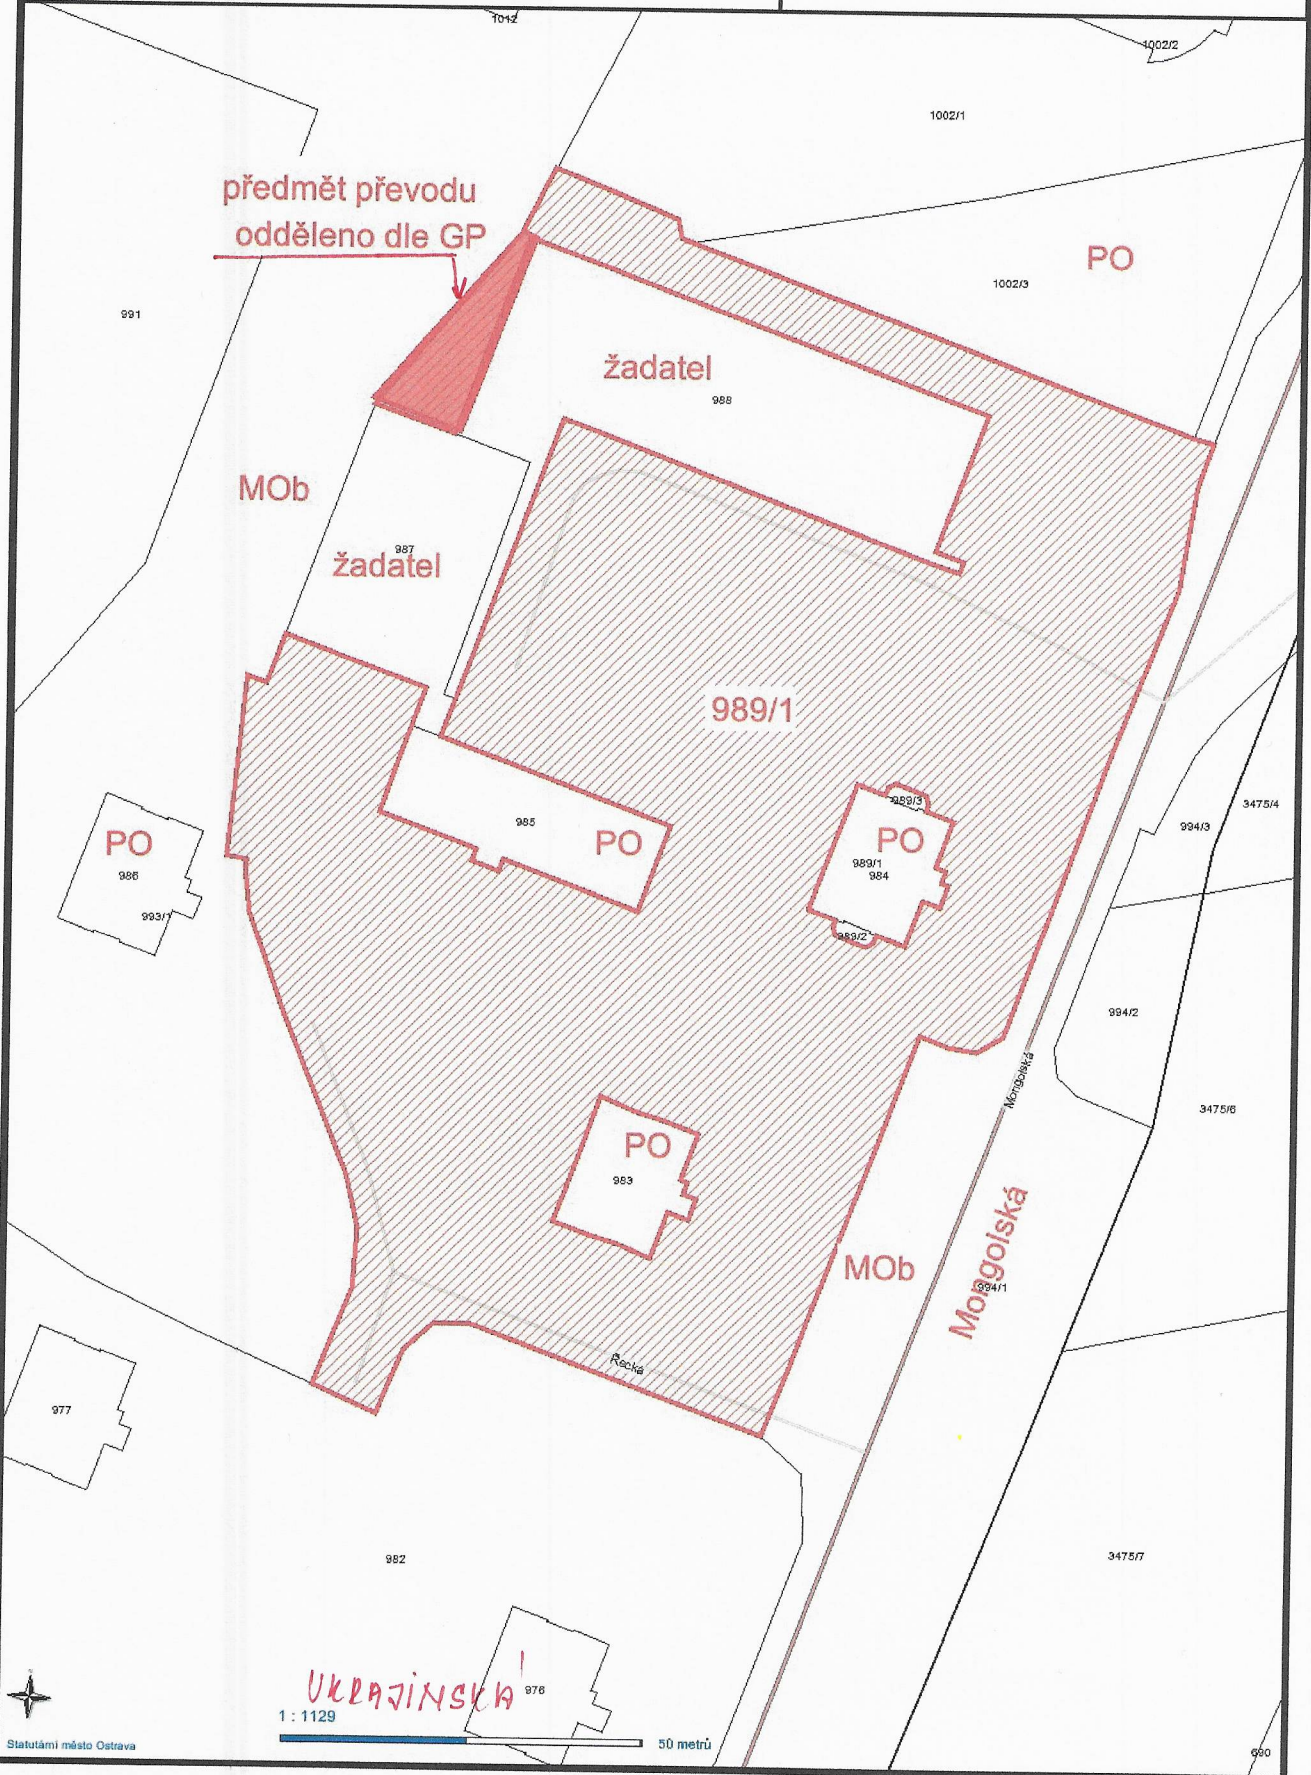 1012
1002/2
1002/1
předmět převodu
odděleno dle GP
PO
1002/3
991
žadatel
988
MOb
987
žadatel
989/1
989/3
3475/4
994/3
PO
986
985
PO
PO
989/1
984
993/1
989/2
994/2
Mongolská
3475/6
PO
983
MOb
Mongolská
994/1
Řecká
977
982
3475/7
UKRAJINSKÁ
976
1 : 1129
50 metrů
Statutární město Ostrava
690